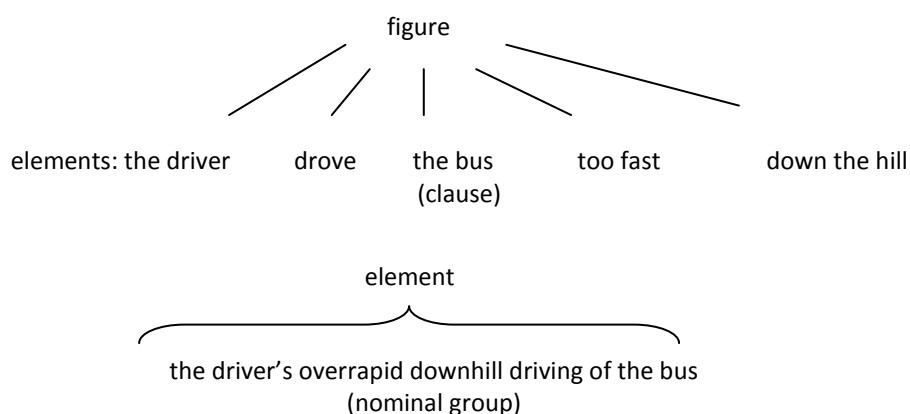 figure
elements: the driver drove the bus too fast down the hill
(clause)
element
the driver’s overrapid downhill driving of the bus
(nominal group)